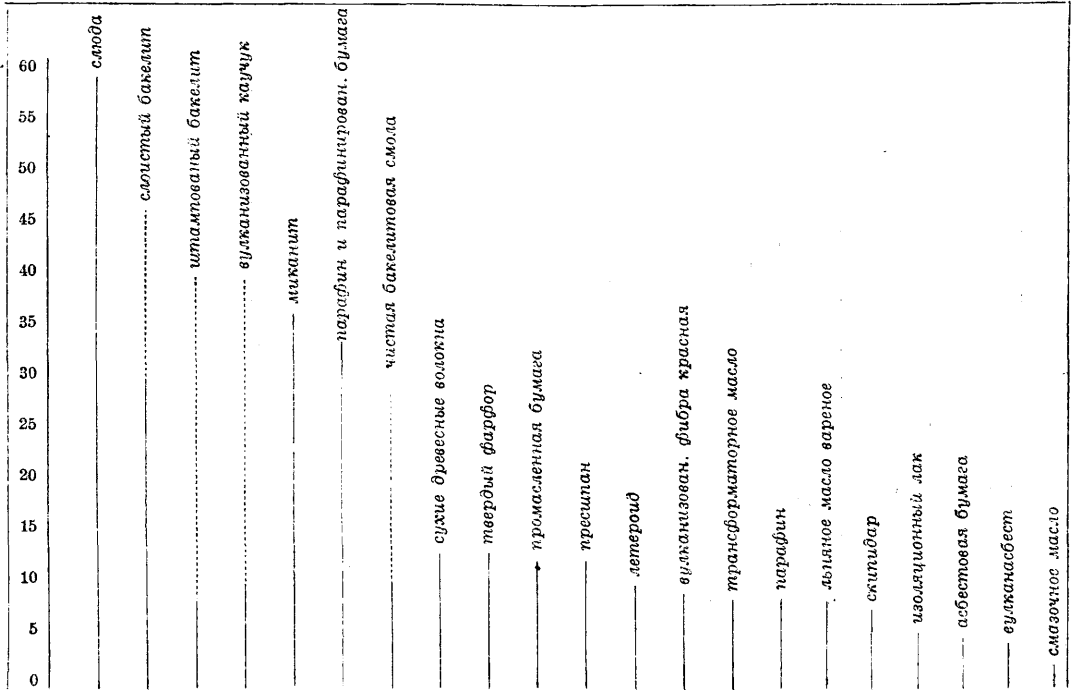 60
55
50
45
40
35
30
25
20
15
10
5
0
слюда
слоистый бакелит
штампованый бакелит
вулканизованный каучук
миканит
парафин и парафинирован. бумага
чистая бакелитовая смола
сухие древесные волокна
твердый фарфор
промасленная бумага
пресшпан
летероид
вулканизован. фибра красная
трансформаторное масло
парафин
льняное масло вареное
скипидар
изоляционный лак
асбестовая бумага
вулканасбест
смазочное масло